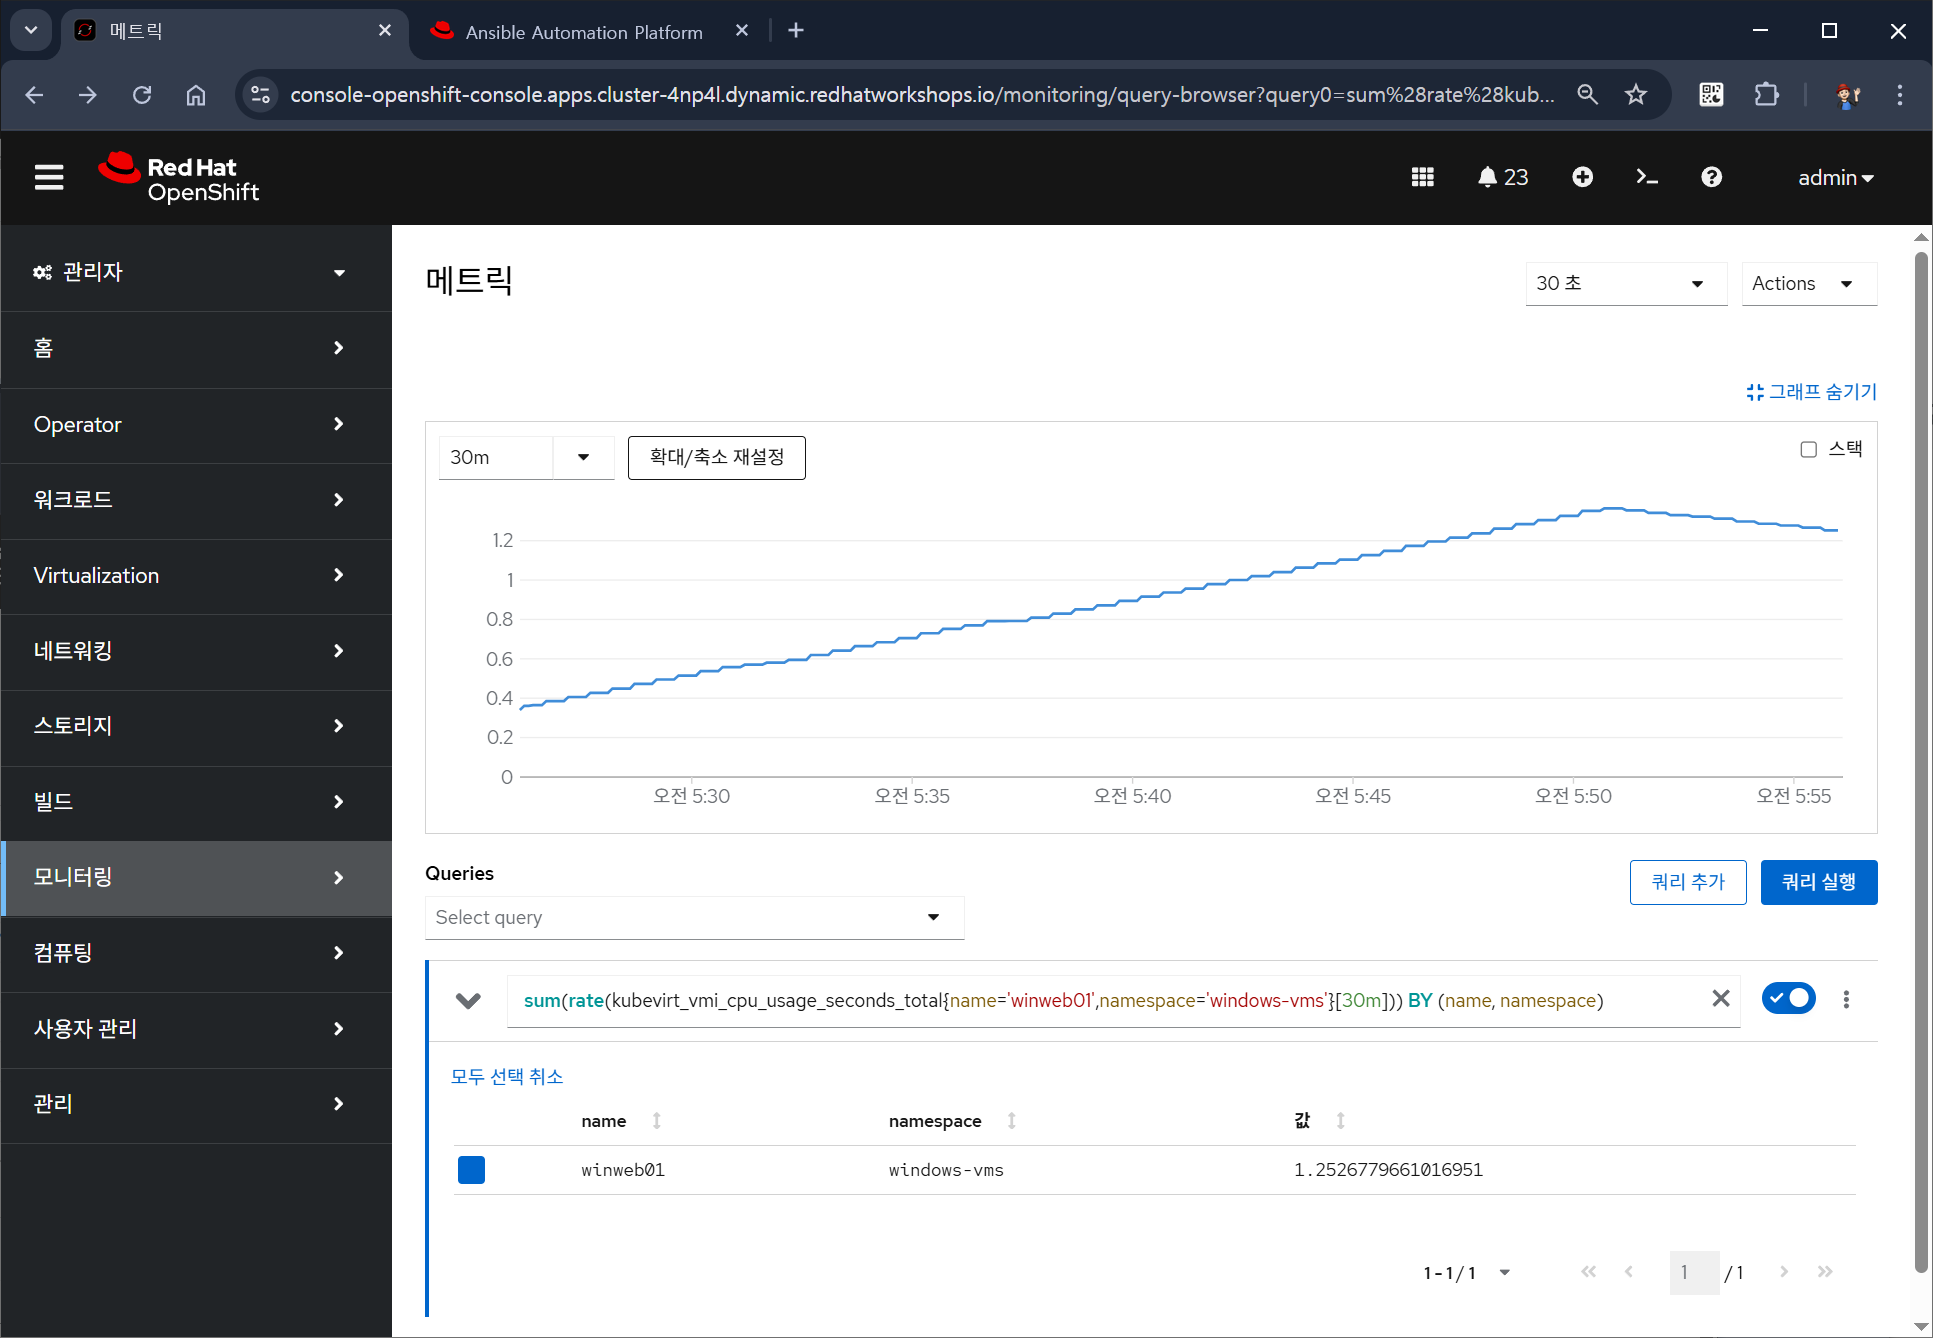 메트릭
Ansible Automation Platform
console-openshift-console.apps.cluster-4np4l.dynamic.redhatworkshops.io/monitoring/query-browser?query0=sum%28rate%28kub...
Red Hat
OpenShift
23
admin
관리자
홈
Operator
워크로드
Virtualization
네트워킹
스토리지
빌드
모니터링
컴퓨팅
사용자 관리
관리
메트릭
30 초
Actions
그래프 숨기기
30m
확대/축소 재설정
스택
1.2
1
0.8
0.6
0.4
0.2
0
오전 5:30
오전 5:35
오전 5:40
오전 5:45
오전 5:50
오전 5:55
Queries
쿼리 추가
쿼리 실행
Select query
sum(rate(kubevirt_vmi_cpu_usage_seconds_total{name='winweb01',namespace='windows-vms'}[30m])) BY (name, namespace)
모두 선택 취소
name
namespace
값
winweb01
windows-vms
1.2526779661016951
1 - 1 / 1
1
/ 1